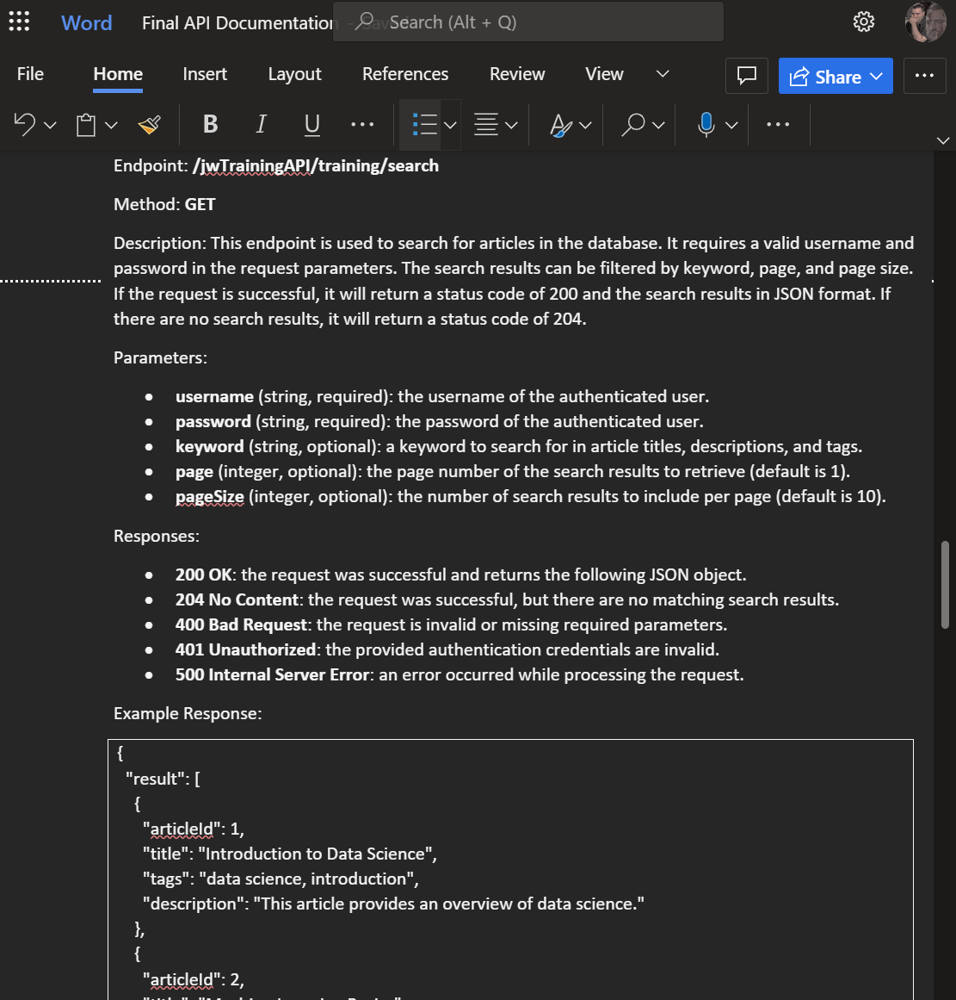 Word Final API Documentation - Saved Search (Alt + Q)
File Home Insert Layout References Review View Share
B I U
Endpoint: /jwTrainingAPI/training/search
Method: GET
Description: This endpoint is used to search for articles in the database. It requires a valid username and
password in the request parameters. The search results can be filtered by keyword, page, and page size.
If the request is successful, it will return a status code of 200 and the search results in JSON format. If
there are no search results, it will return a status code of 204.
Parameters:
• username (string, required): the username of the authenticated user.
• password (string, required): the password of the authenticated user.
• keyword (string, optional): a keyword to search for in article titles, descriptions, and tags.
• page (integer, optional): the page number of the search results to retrieve (default is 1).
• pageSize (integer, optional): the number of search results to include per page (default is 10).
Responses:
• 200 OK: the request was successful and returns the following JSON object.
• 204 No Content: the request was successful, but there are no matching search results.
• 400 Bad Request: the request is invalid or missing required parameters.
• 401 Unauthorized: the provided authentication credentials are invalid.
• 500 Internal Server Error: an error occurred while processing the request.
Example Response:
{
"result": [
{
"articleId": 1,
"title": "Introduction to Data Science",
"tags": "data science, introduction",
"description": "This article provides an overview of data science."
},
{
"articleId": 2,